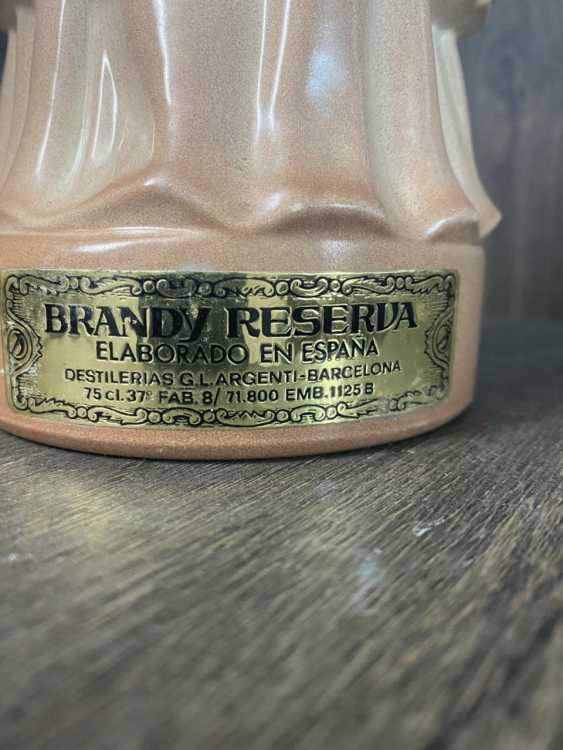 BRANDY RESERVA
ELABORADO EN ESPAÑA
DESTILERIAS G.L. ARGENTI-BARCELONA
75 cl. 37º FAB. 8/ 71.800 EMB. 1125 B